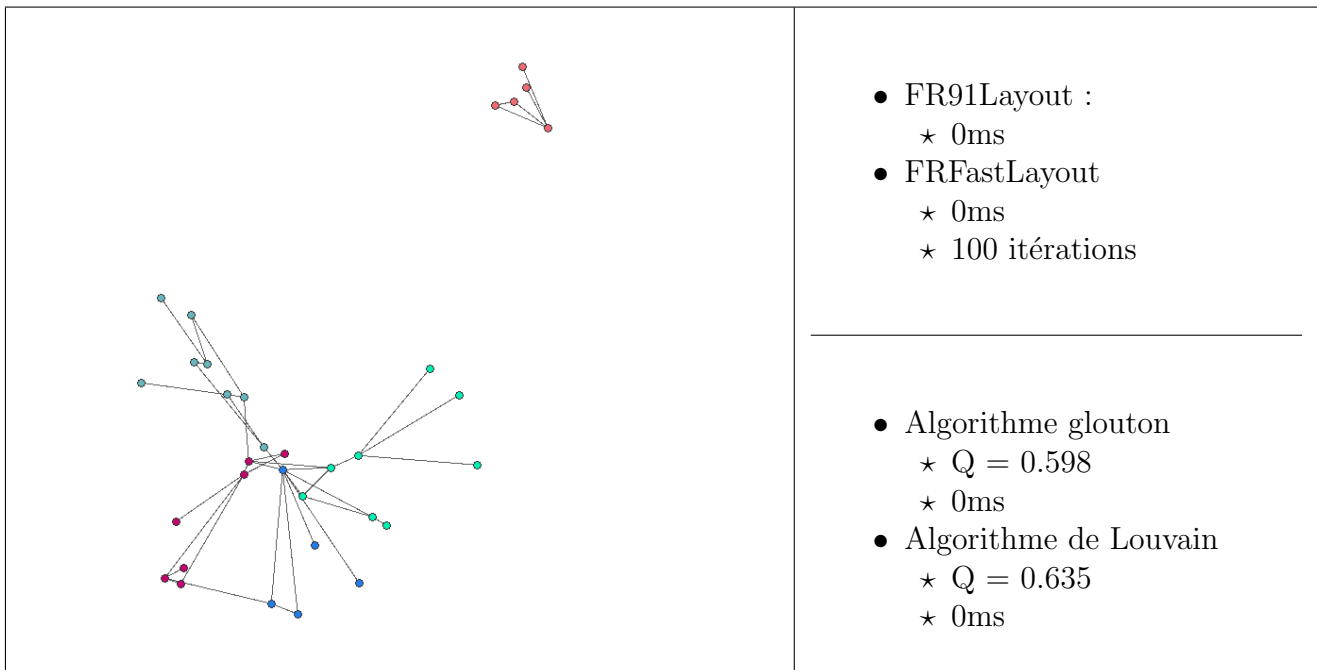 • FR91Layout :
⋆ 0ms
• FRFastLayout
⋆ 0ms
⋆ 100 itérations
• Algorithme glouton
⋆ Q = 0.598
⋆ 0ms
• Algorithme de Louvain
⋆ Q = 0.635
⋆ 0ms